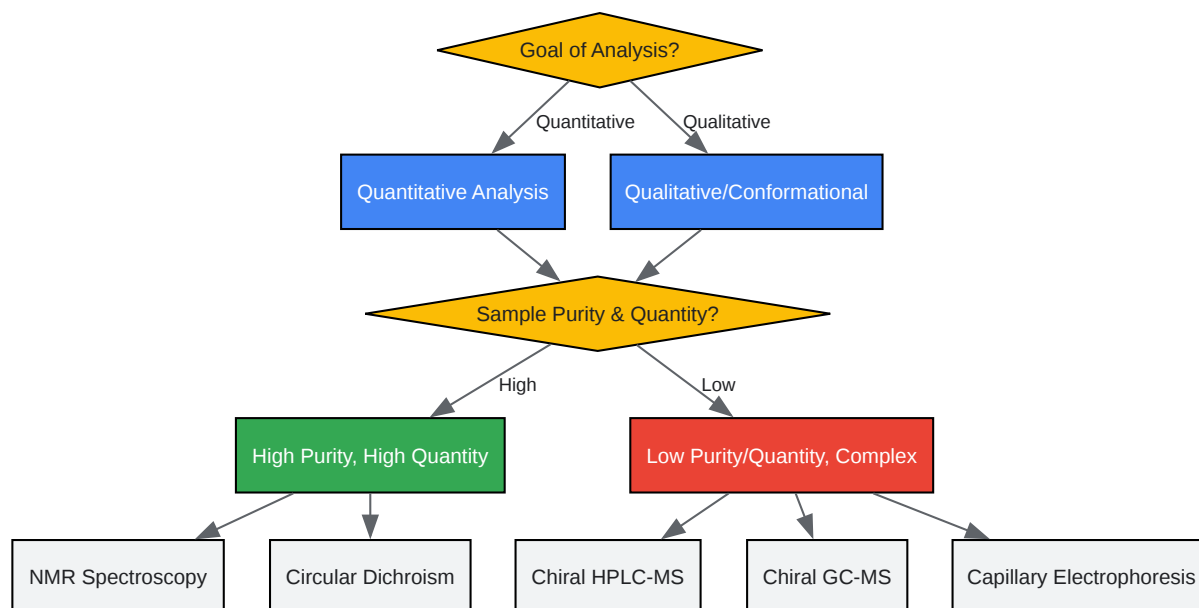 Goal of Analysis?
Quantitative
Qualitative
Quantitative Analysis
Qualitative/Conformational
Sample Purity & Quantity?
High
Low
High Purity, High Quantity
Low Purity/Quantity, Complex
NMR Spectroscopy
Circular Dichroism
Chiral HPLC-MS
Chiral GC-MS
Capillary Electrophoresis